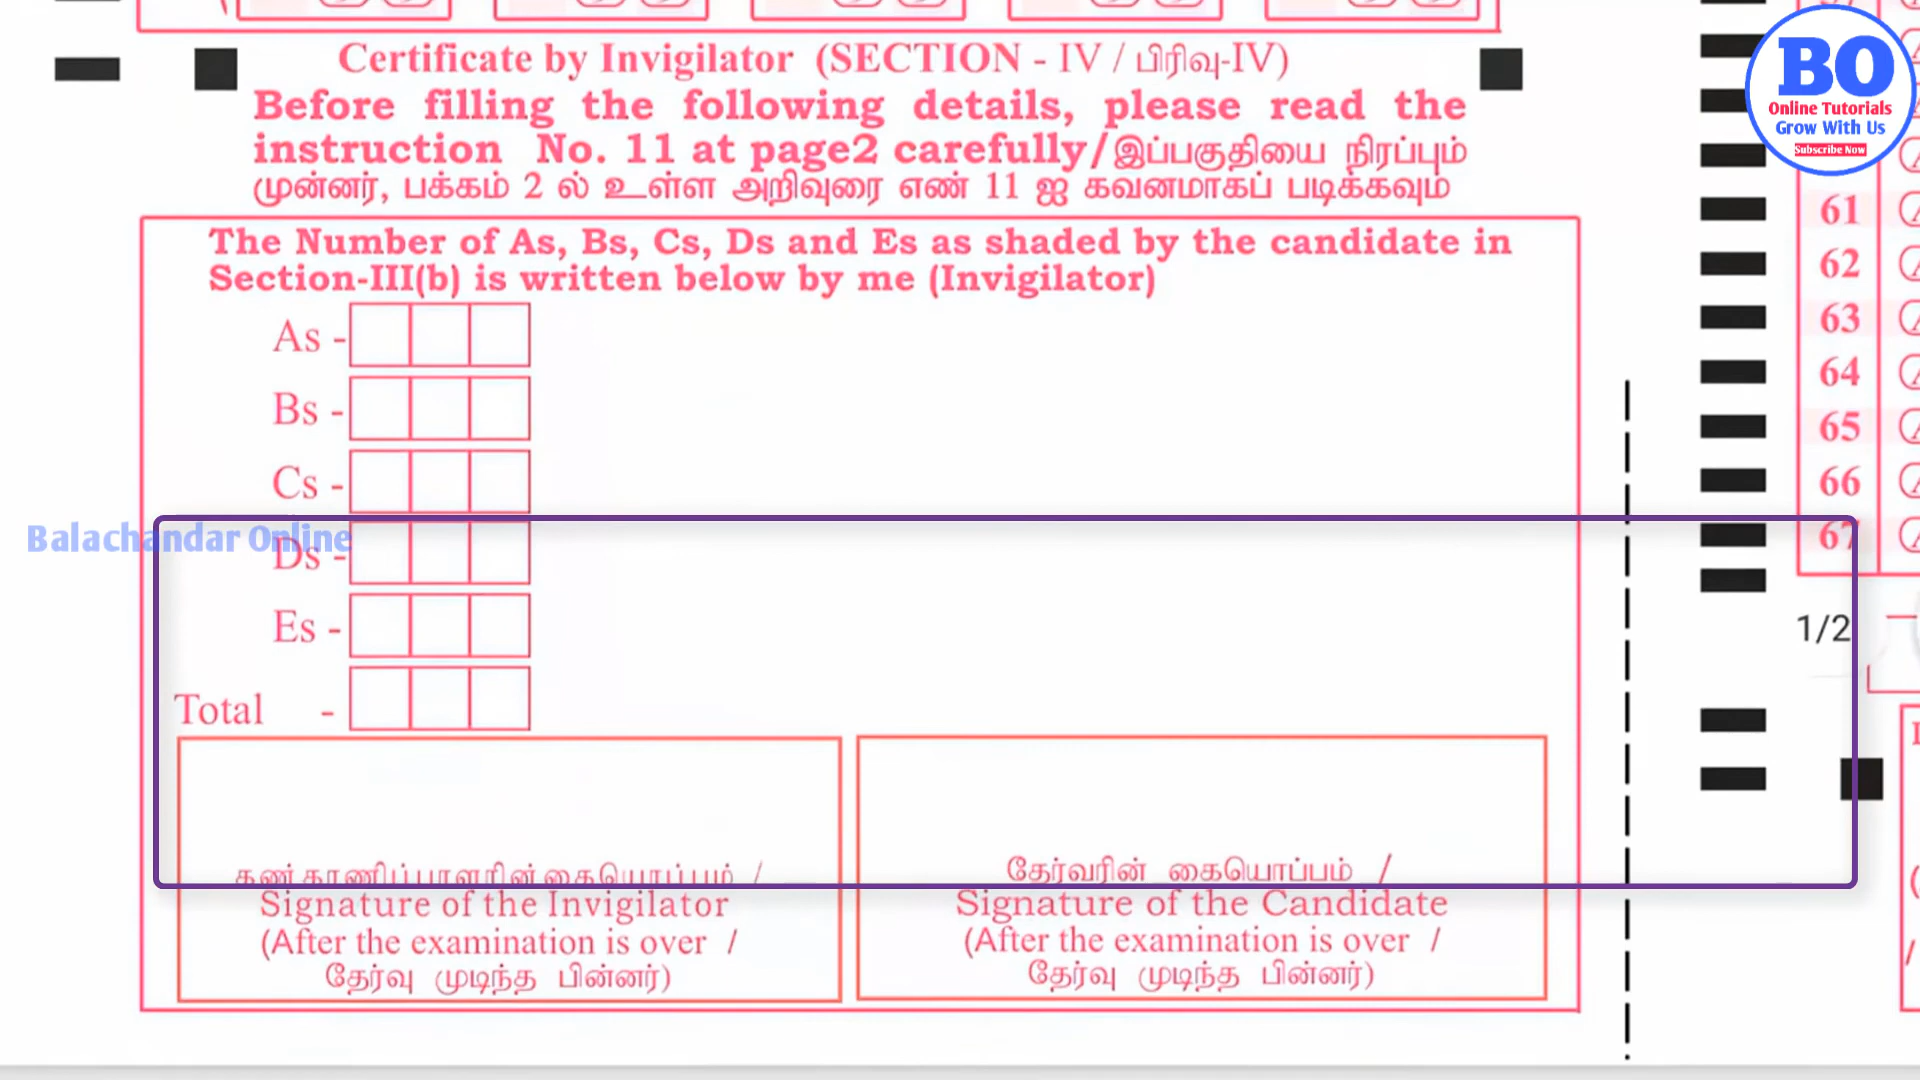 Certificate by Invigilator (SECTION - IV / பிரிவு-IV)
Before filling the following details, please read the
instruction No. 11 at page2 carefully/இப்பகுதியை நிரப்பும்
முன்னர், பக்கம் 2 ல் உள்ள அறிவுரை எண் 11 ஐ கவனமாகப் படிக்கவும்
The Number of As, Bs, Cs, Ds and Es as shaded by the candidate in
Section-III(b) is written below by me (Invigilator)
As -
Bs -
Cs -
Ds -
Es -
Total -
கண்காணிப்பாளரின் கையொப்பம் /
Signature of the Invigilator
(After the examination is over /
தேர்வு முடிந்த பின்னர்)
தேர்வரின் கையொப்பம் /
Signature of the Candidate
(After the examination is over /
தேர்வு முடிந்த பின்னர்)
Balachandar Online
BO
Online Tutorials
Grow With Us
Subscribe Now
61
62
63
64
65
66
67
1/2